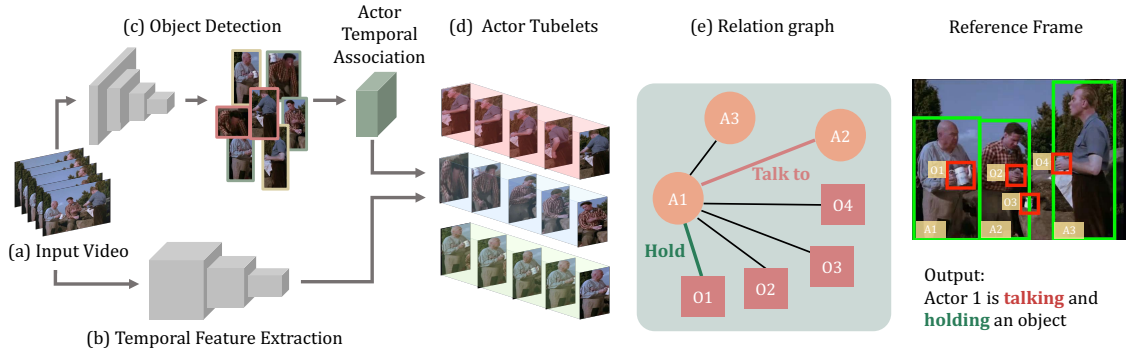 (c) Object Detection
Actor
Temporal
Association
(d) Actor Tubelets
(e) Relation graph
Reference Frame
(a) Input Video
(b) Temporal Feature Extraction
A3
A2
Talk to
A1
O4
Hold
O3
O2
O1
O1
O2
O4
O3
A1
A2
A3
Output:
Actor 1 is talking and
holding an object